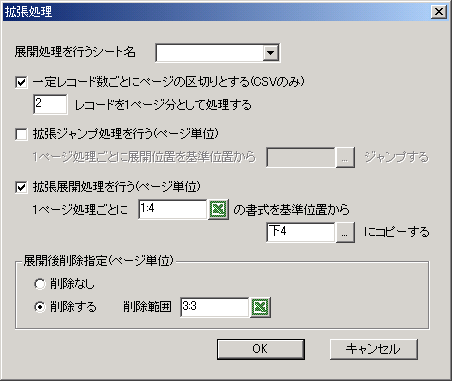 拡張処理
展開処理を行うシート名
一定レコード数ごとにページの区切りとする(CSVのみ)
2 レコードを1ページ分として処理する
拡張ジャンプ処理を行う(ページ単位)
1ページ処理ごとに展開位置を基準位置から ... ジャンプする
拡張展開処理を行う(ページ単位)
1ページ処理ごとに 1:4 の書式を基準位置から
下4 ... にコピーする
展開後削除指定(ページ単位)
削除なし
削除する 削除範囲 3:3
OK キャンセル